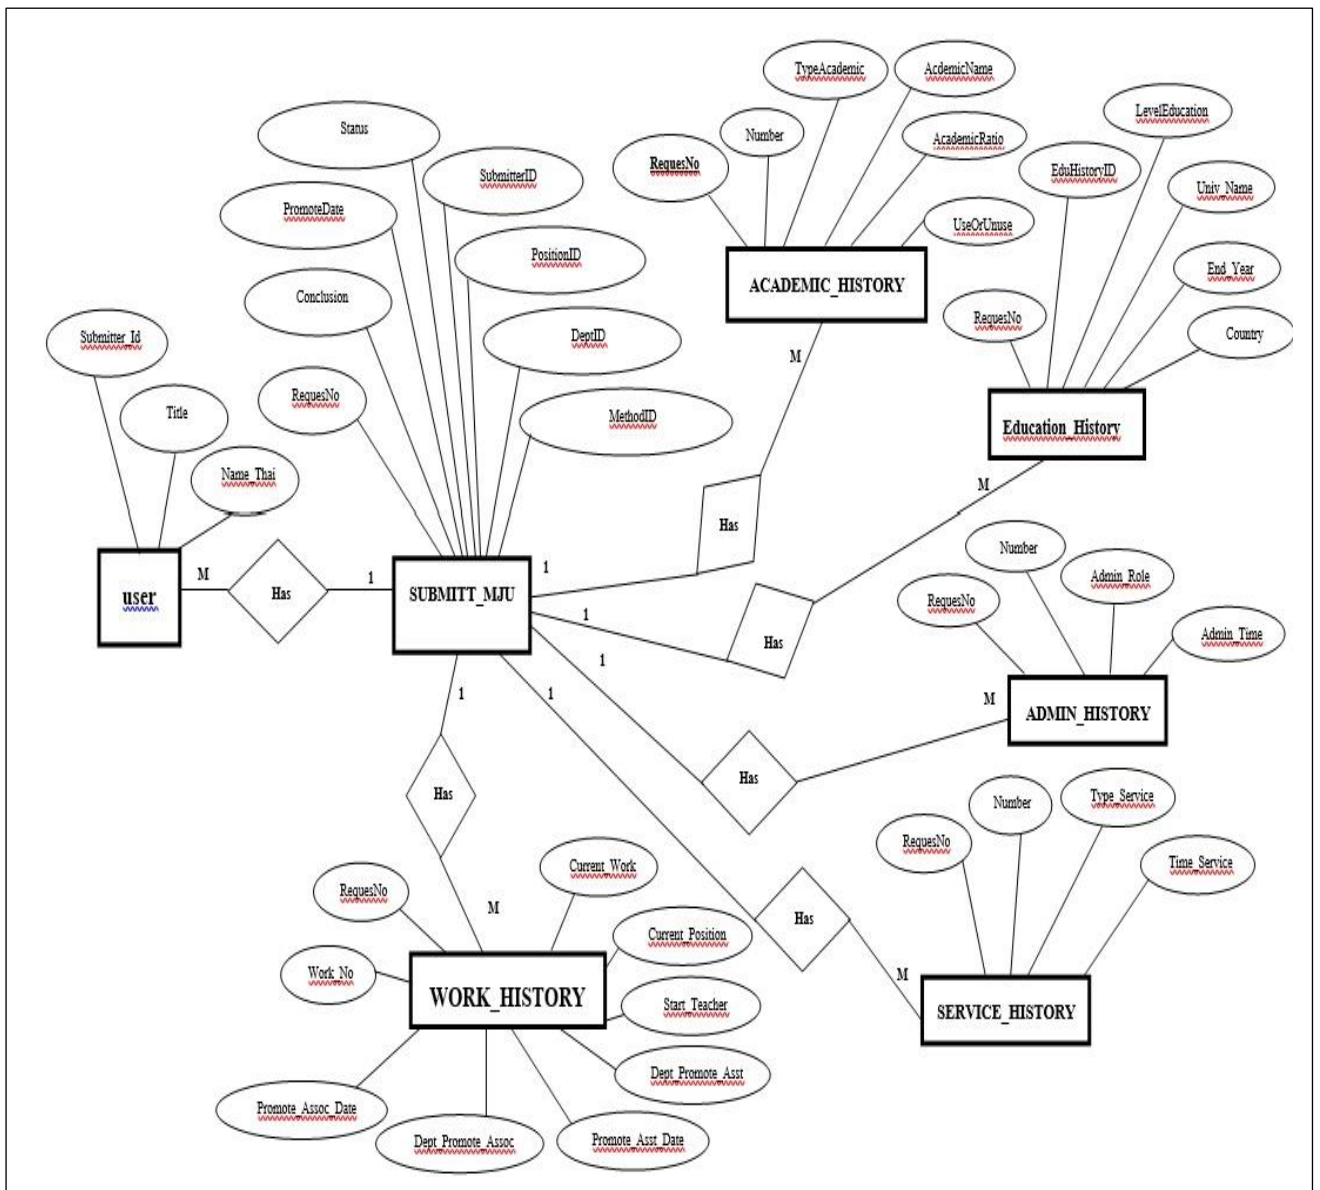 TypeAcademic
AcdemicName
LevelEducation
Status
Number
AcademicRatio
RequesNo
EduHistoryID
SubmitterID
Univ_Name
PromoteDate
UseOrUnuse
PositionID
End_Year
ACADEMIC_HISTORY
Conclusion
RequesNo
Country
Submitter_Id
DeptID
M
RequesNo
Title
MethodID
Education_History
Name_Thai
M
Has
Number
M
Has
1
SUBMITT_MJU
1
user
Admin_Role
RequesNo
1
Has
Admin_Time
1
1
1
M
ADMIN_HISTORY
Has
Has
Number
Type_Service
RequesNo
Current_Work
Time_Service
RequesNo
M
Has
Current_Position
Work_No
M
WORK_HISTORY
Start_Teacher
SERVICE_HISTORY
Dept_Promote_Asst
Promote_Assoc_Date
Dept_Promote_Assoc
Promote_Asst_Date